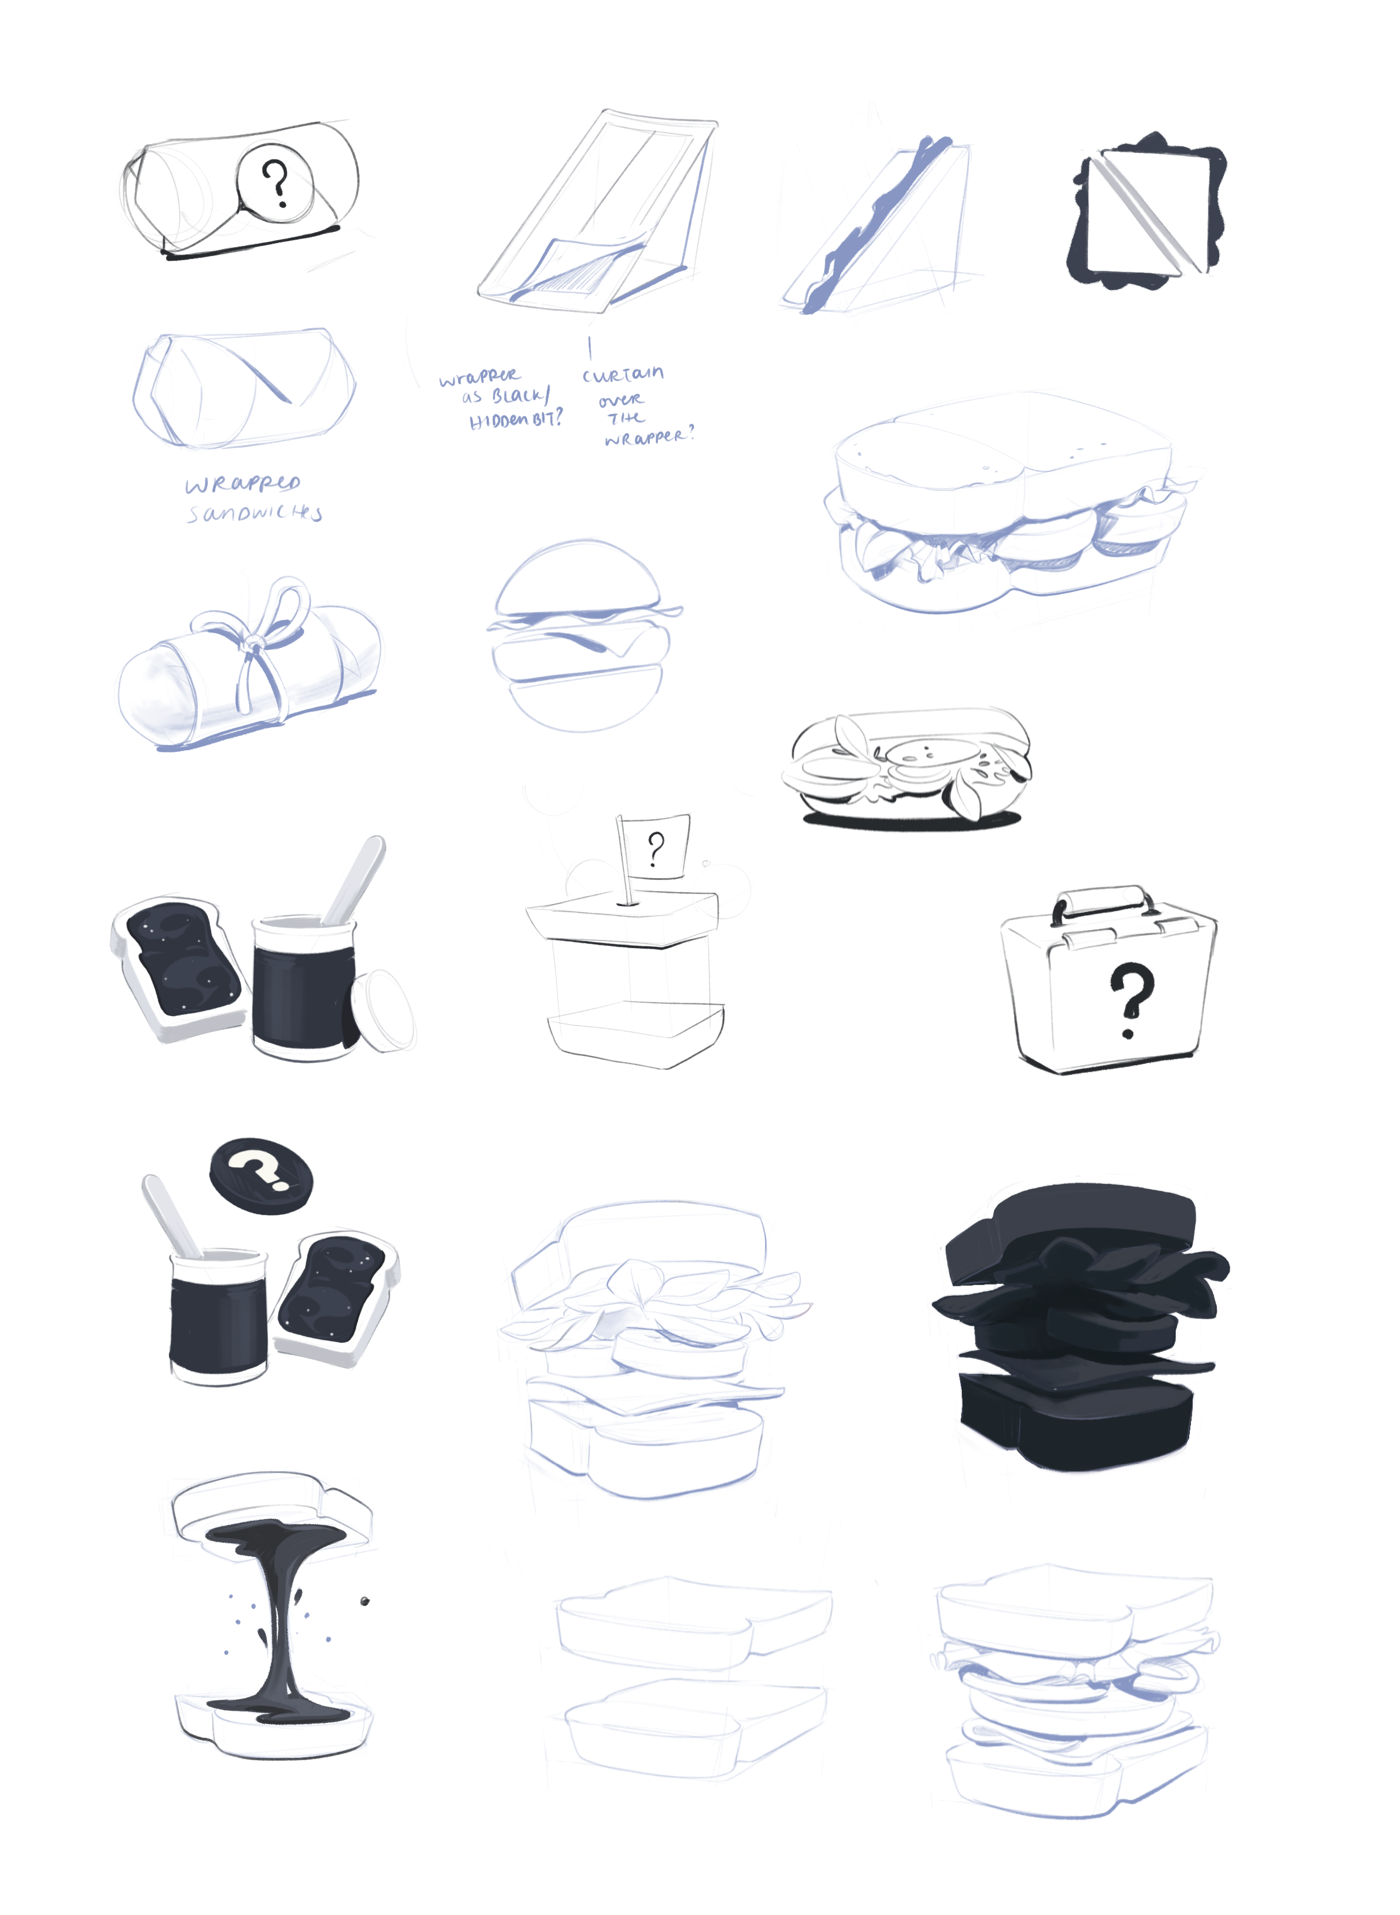 ?
WRAPPER
AS BLACK/
HIDDEN BIT?
CURTAIN
OVER
THE
WRAPPER?
WRAPPED
SANDWICHES
?
?
?